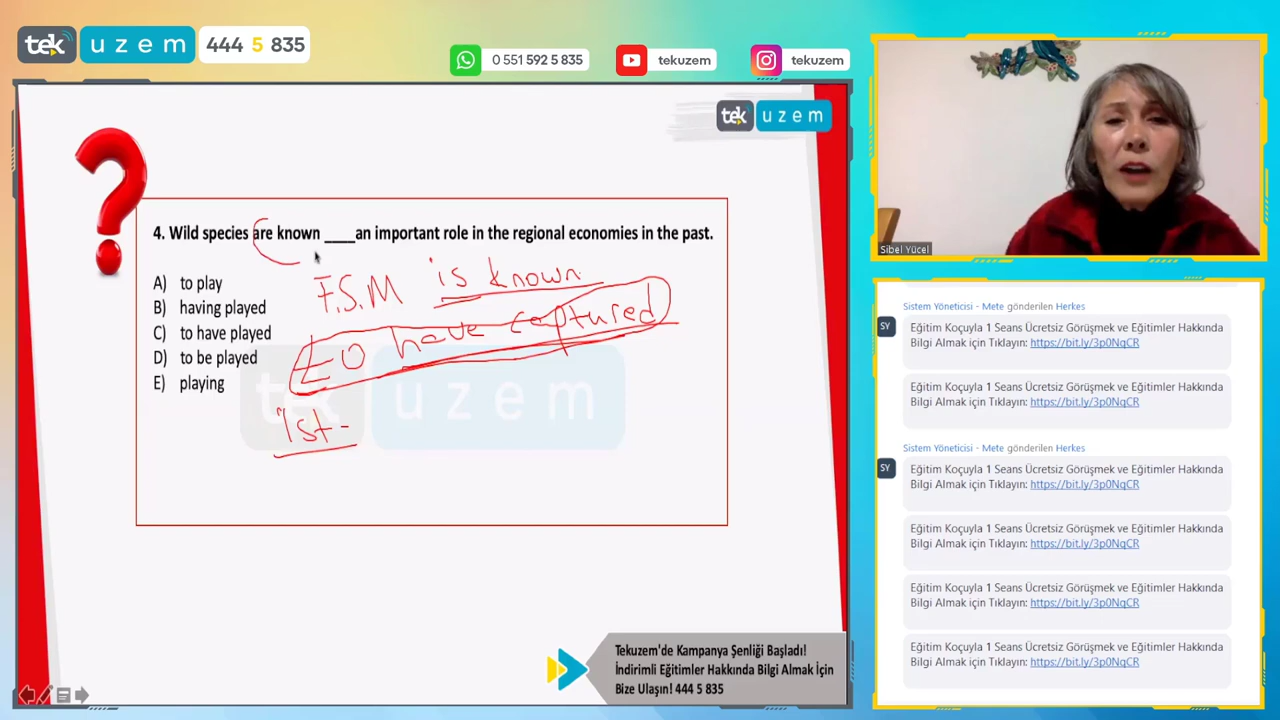 tek uzem 444 5 835
0 551 592 5 835
tekuzem
tekuzem
tek uzem
4. Wild species are known ____an important role in the regional economies in the past.
A) to play
B) having played
C) to have played
D) to be played
E) playing
F.S.M is known
to have captured
İst-
tek uzem
Sibel Yücel
Sistem Yöneticisi - Mete gönderilen Herkes
SY
Eğitim Koçuyla 1 Seans Ücretsiz Görüşmek ve Eğitimler Hakkında
Bilgi Almak için Tıklayın: https://bit.ly/3p0NqCR
Eğitim Koçuyla 1 Seans Ücretsiz Görüşmek ve Eğitimler Hakkında
Bilgi Almak için Tıklayın: https://bit.ly/3p0NqCR
Sistem Yöneticisi - Mete gönderilen Herkes
SY
Eğitim Koçuyla 1 Seans Ücretsiz Görüşmek ve Eğitimler Hakkında
Bilgi Almak için Tıklayın: https://bit.ly/3p0NqCR
Eğitim Koçuyla 1 Seans Ücretsiz Görüşmek ve Eğitimler Hakkında
Bilgi Almak için Tıklayın: https://bit.ly/3p0NqCR
Eğitim Koçuyla 1 Seans Ücretsiz Görüşmek ve Eğitimler Hakkında
Bilgi Almak için Tıklayın: https://bit.ly/3p0NqCR
Eğitim Koçuyla 1 Seans Ücretsiz Görüşmek ve Eğitimler Hakkında
Bilgi Almak için Tıklayın: https://bit.ly/3p0NqCR
Tekuzem'de Kampanya Şenliği Başladı!
İndirimli Eğitimler Hakkında Bilgi Almak İçin
Bize Ulaşın! 444 5 835